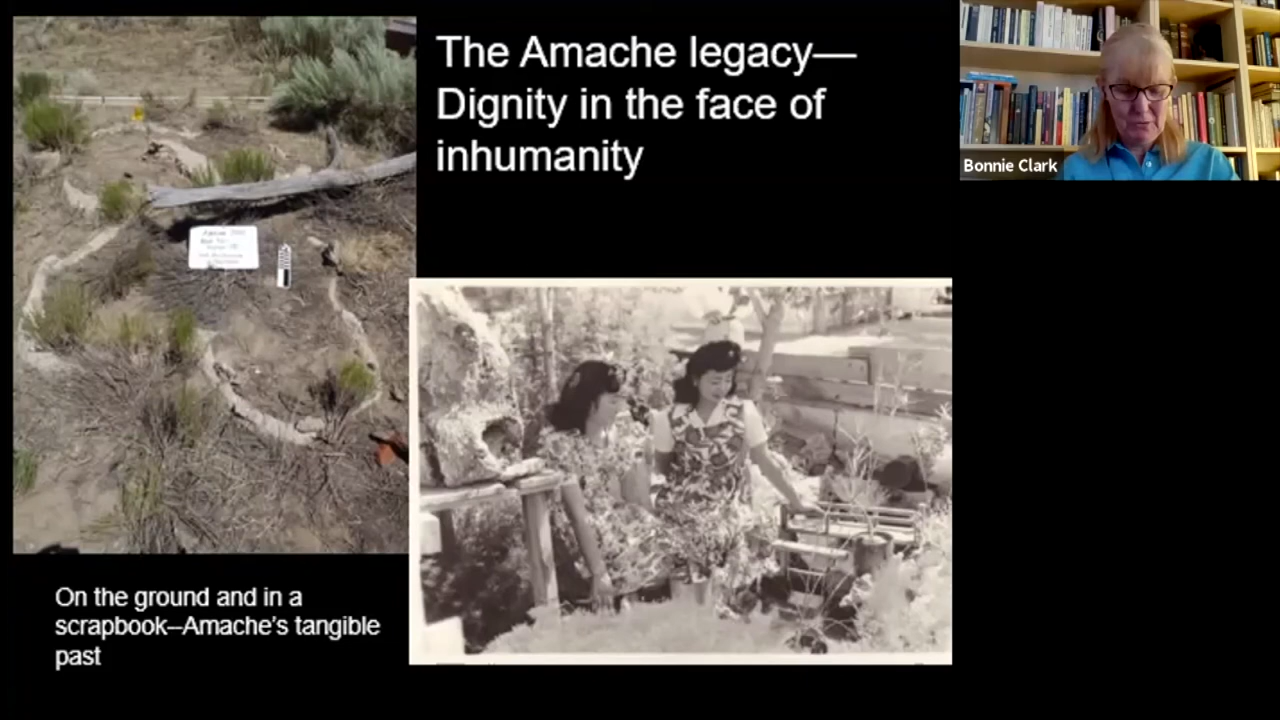 The Amache legacy—
Dignity in the face of
inhumanity
Bonnie Clark
On the ground and in a
scrapbook--Amache's tangible
past